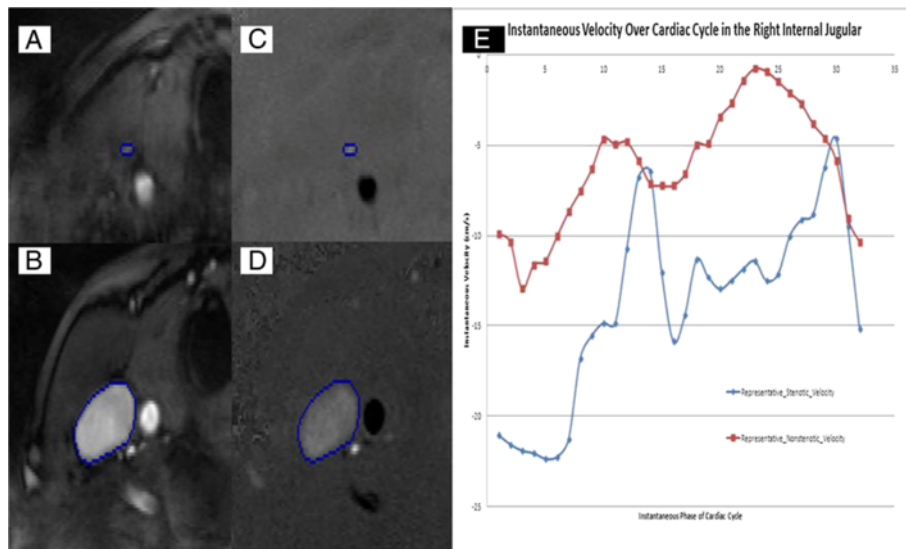 A
C
B
D
E
Instantaneous Velocity Over Cardiac Cycle in the Right Internal Jugular
0
5
10
15
20
25
30
35
-5
-10
-15
-20
-25
Instantaneous Velocity (cm/s)
Representative_Stenotic_Velocity
Representative_Nonstenotic_Velocity
Instantaneous Phase of Cardiac Cycle